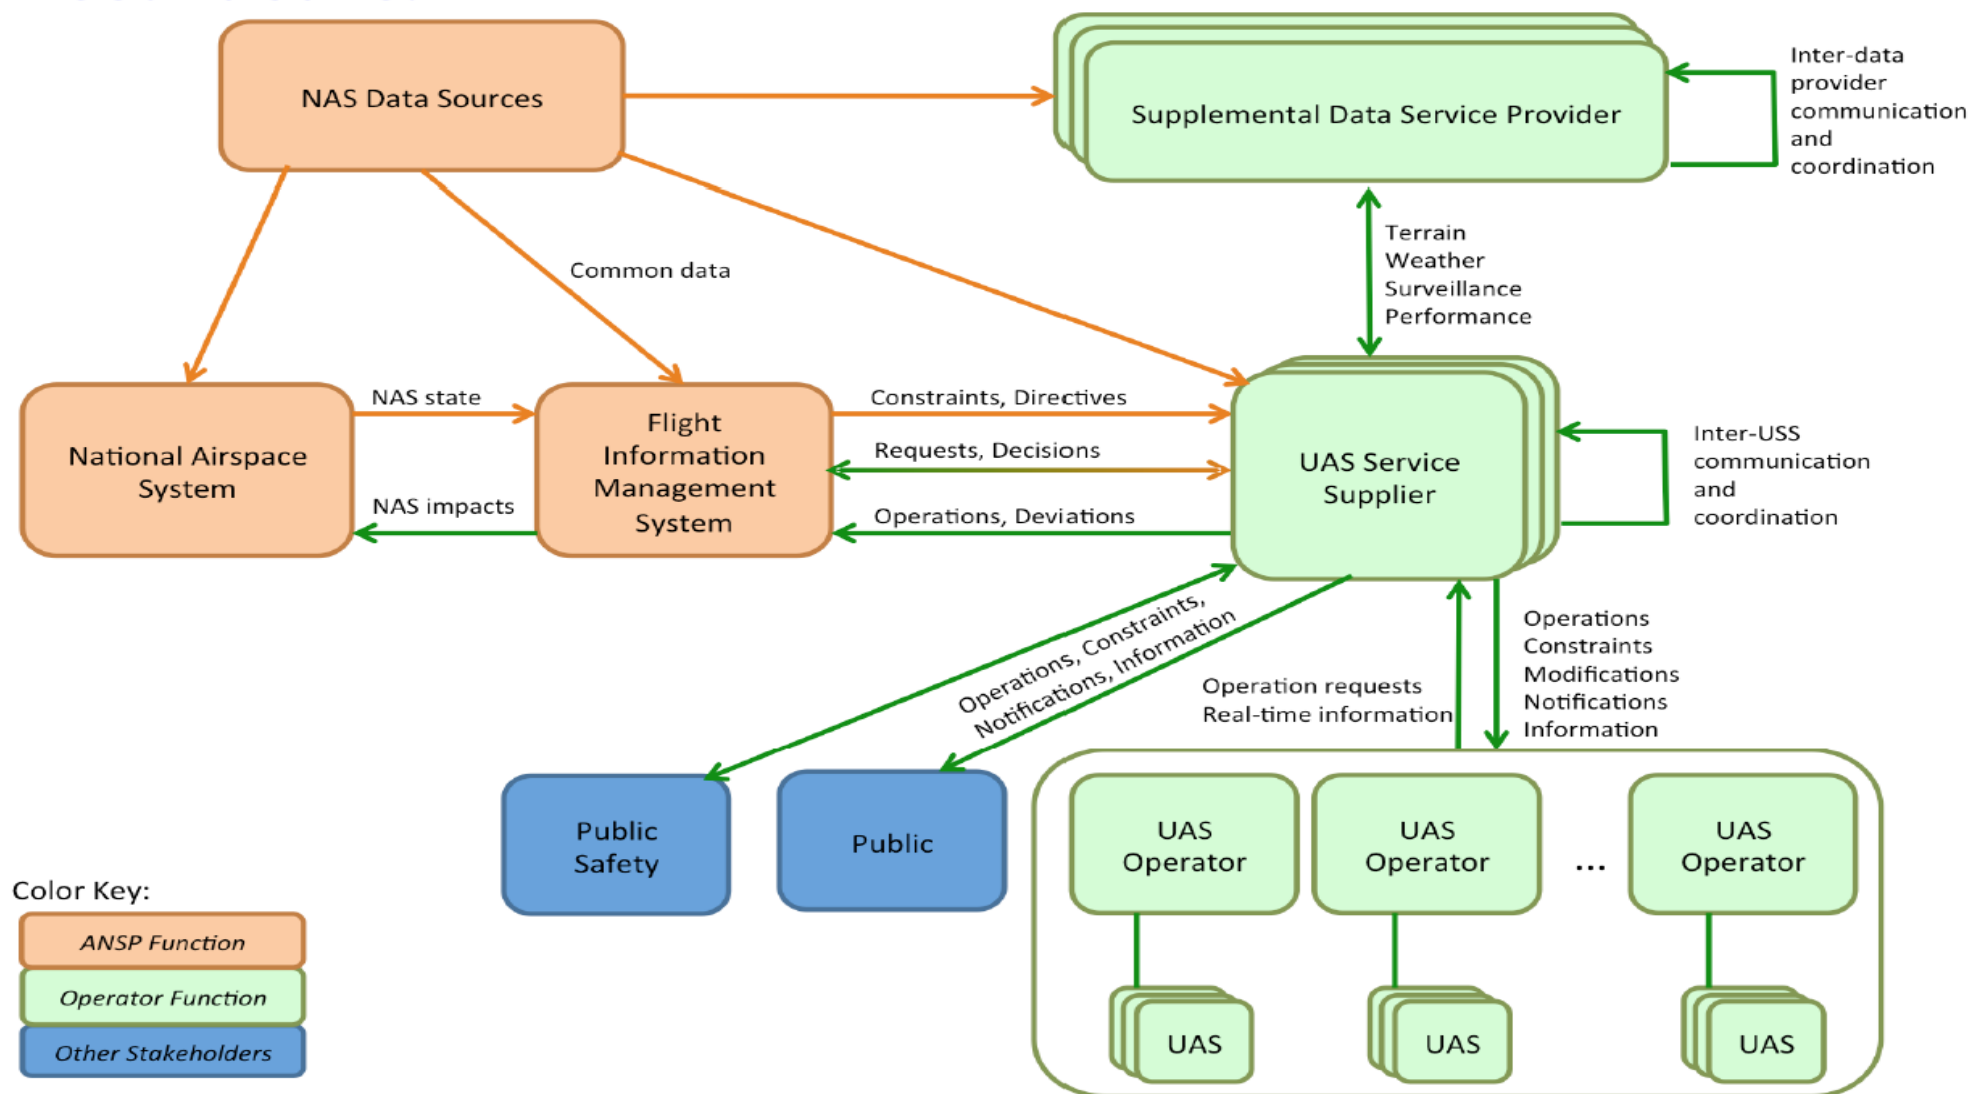 NAS Data Sources
Supplemental Data Service Provider
Inter-data
provider
communication
and
coordination
Terrain
Weather
Surveillance
Performance
Common data
National Airspace
System
NAS state
NAS impacts
Flight
Information
Management
System
Constraints, Directives
Requests, Decisions
Operations, Deviations
UAS Service
Supplier
Inter-USS
communication
and
coordination
Operations, Constraints,
Notifications, Information
Operation requests
Real-time information
Operations
Constraints
Modifications
Notifications
Information
Public
Safety
Public
UAS
Operator
UAS
Operator
...
UAS
Operator
UAS
UAS
UAS
Color Key:
ANSP Function
Operator Function
Other Stakeholders